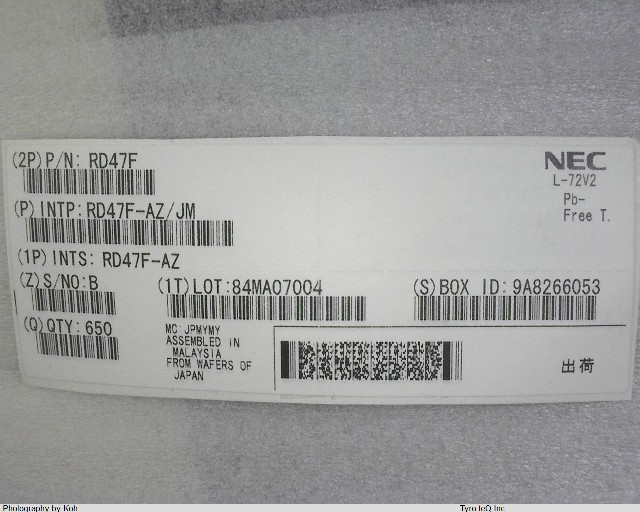 (2P)P/N: RD47F
NEC
L-72V2
Pb-
Free T.
(P)INTP:RD47F-AZ/JM
(1P)INTS: RD47F-AZ
(Z)S/NO:B
(1T)LOT:84MA07004
(S)BOX ID:9A8266053
(Q)QTY: 650
MC:JPMYMY
ASSEMBLED IN
MALAYSIA
FROM WAFERS OF
JAPAN
出荷
Photography by Koh
Tyro teQ Inc